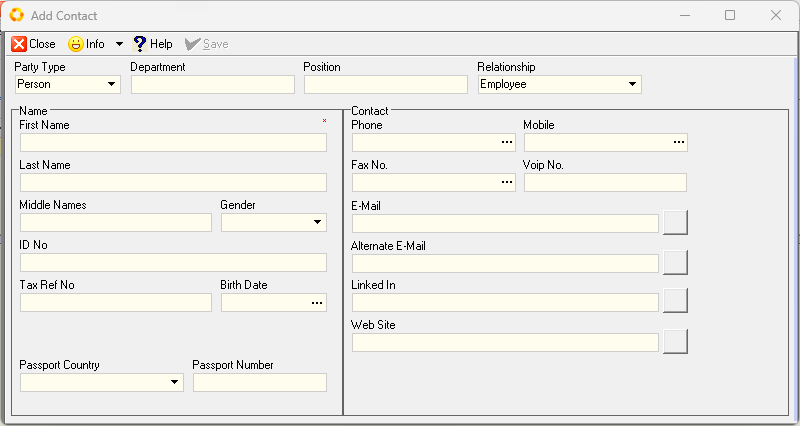 Add Contact
Close Info Help Save
Party Type Department Position Relationship
Person Employee
Name Contact
First Name Phone Mobile
Last Name Fax No. Voip No.
Middle Names Gender E-Mail
ID No Alternate E-Mail
Tax Ref No Birth Date Linked In
Web Site
Passport Country Passport Number